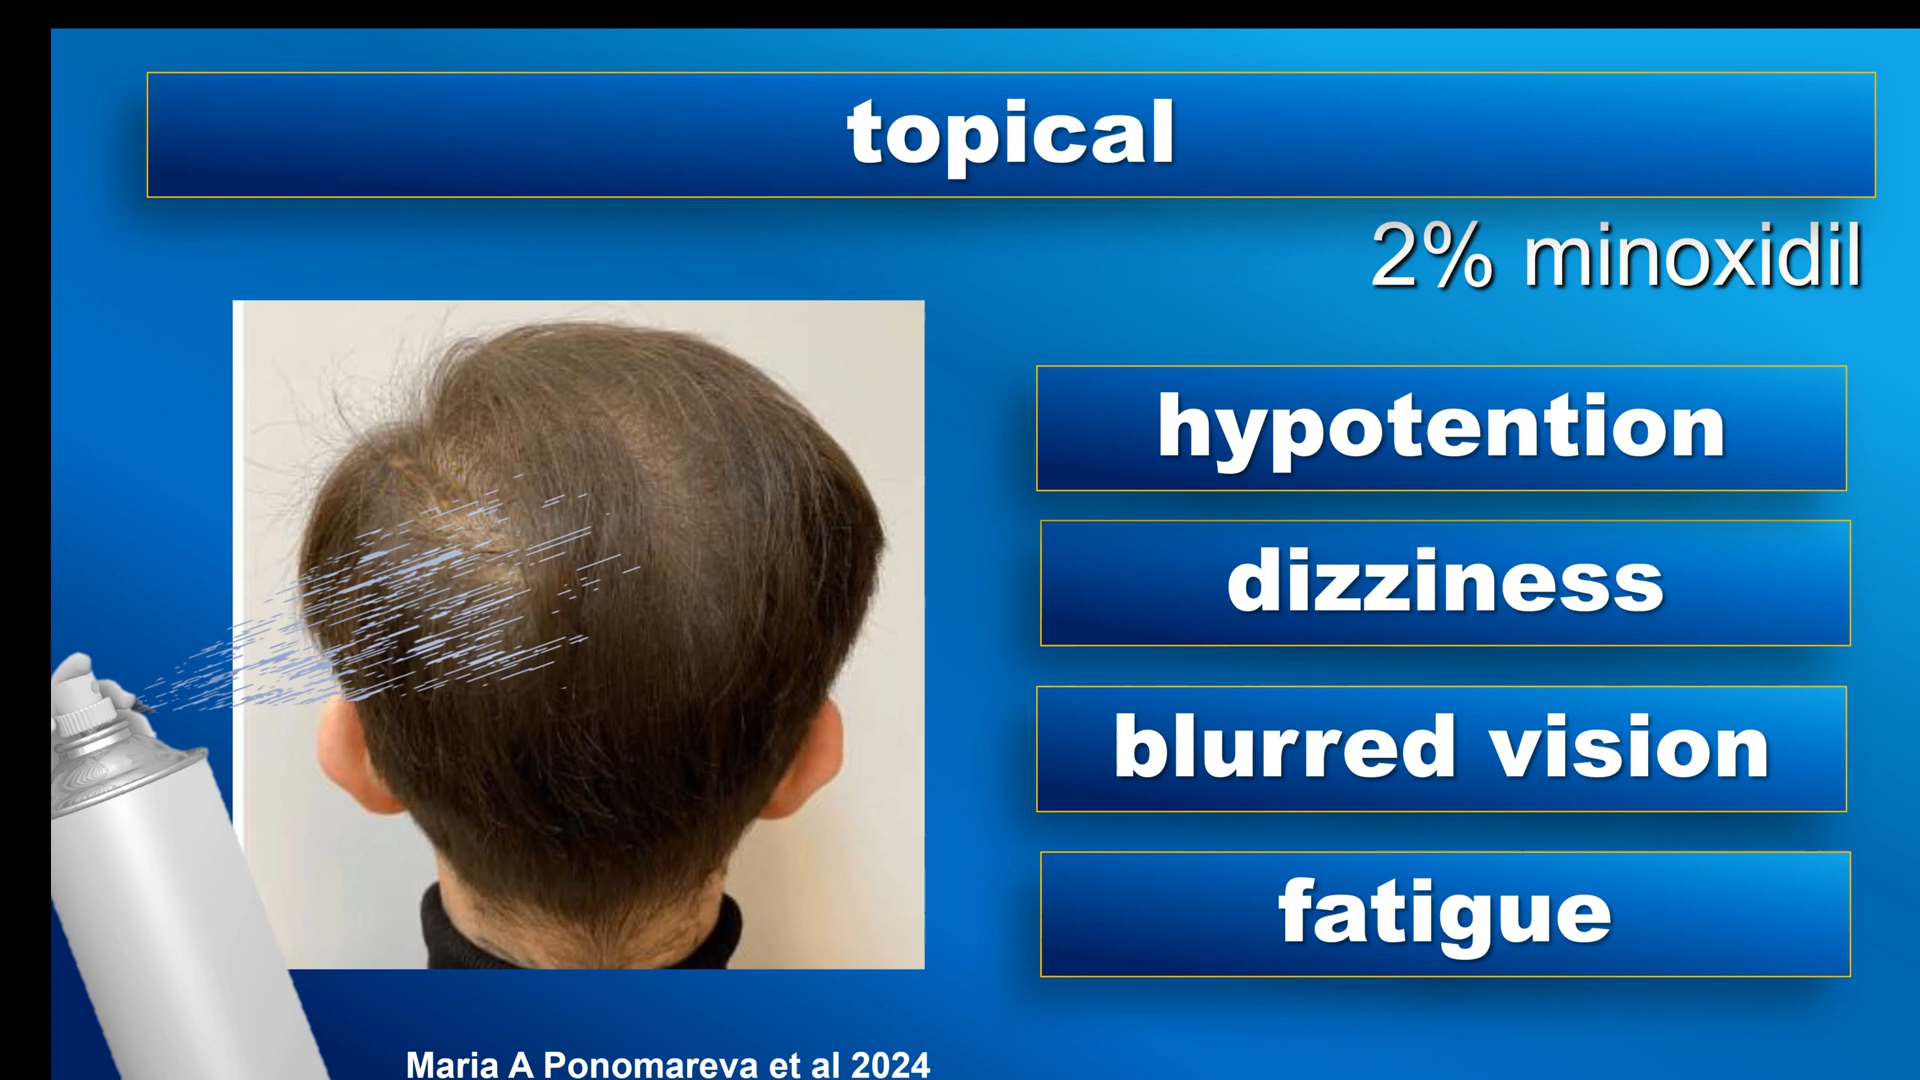 topical
2% minoxidil
hypotention
dizziness
blurred vision
fatigue
Maria A Ponomareva et al 2024